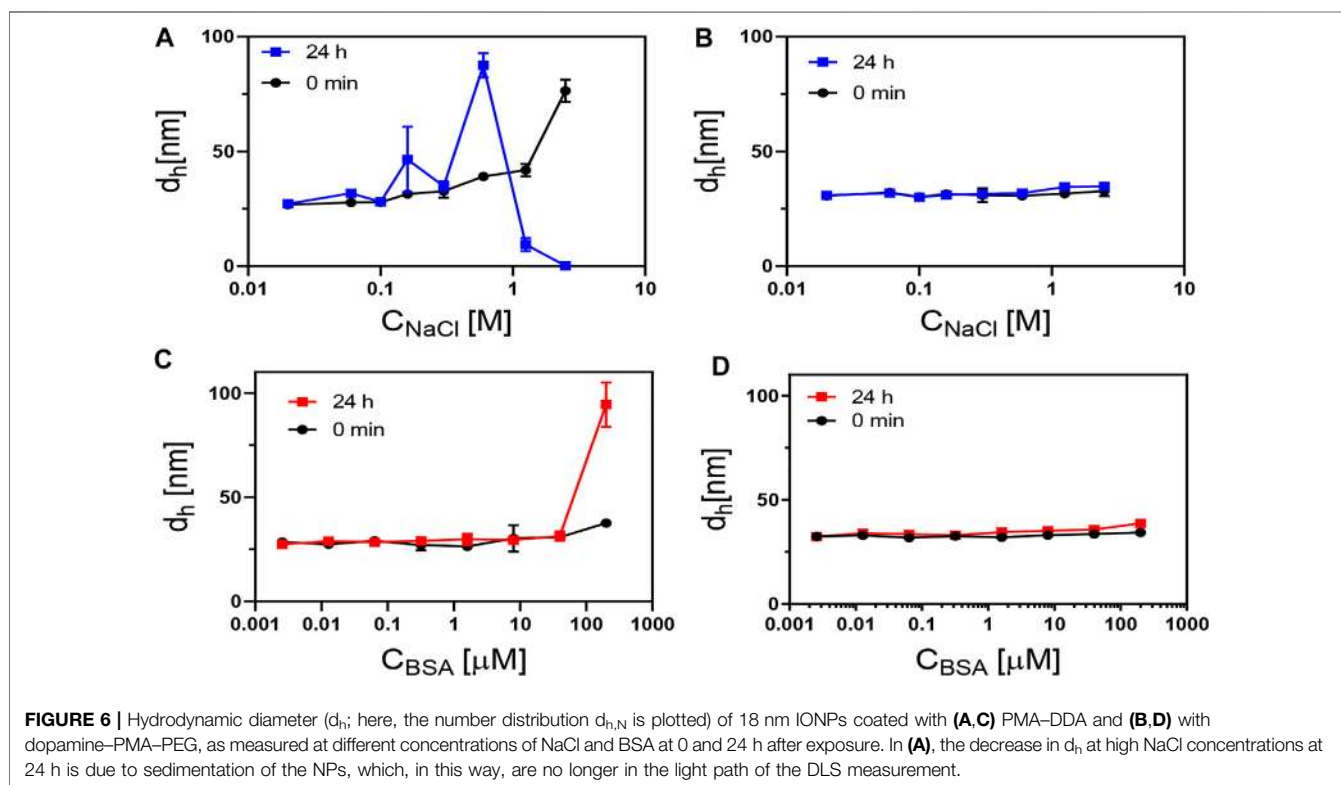 A
100
24 h
0 min
50
0
dₕ[nm]
0.01 0.1 1 10
C_NaCl [M]
B
100
24 h
0 min
50
0
dₕ[nm]
0.01 0.1 1 10
C_NaCl [M]
C
100
24 h
0 min
50
0
dₕ [nm]
0.001 0.01 0.1 1 10 100 1000
C_BSA [μM]
D
100
24 h
0 min
50
0
dₕ[nm]
0.001 0.01 0.1 1 10 100 1000
C_BSA [μM]
FIGURE 6 | Hydrodynamic diameter (dₕ; here, the number distribution d_h,N is plotted) of 18 nm IONPs coated with (A,C) PMA–DDA and (B,D) with
dopamine–PMA–PEG, as measured at different concentrations of NaCl and BSA at 0 and 24 h after exposure. In (A), the decrease in dₕ at high NaCl concentrations at
24 h is due to sedimentation of the NPs, which, in this way, are no longer in the light path of the DLS measurement.